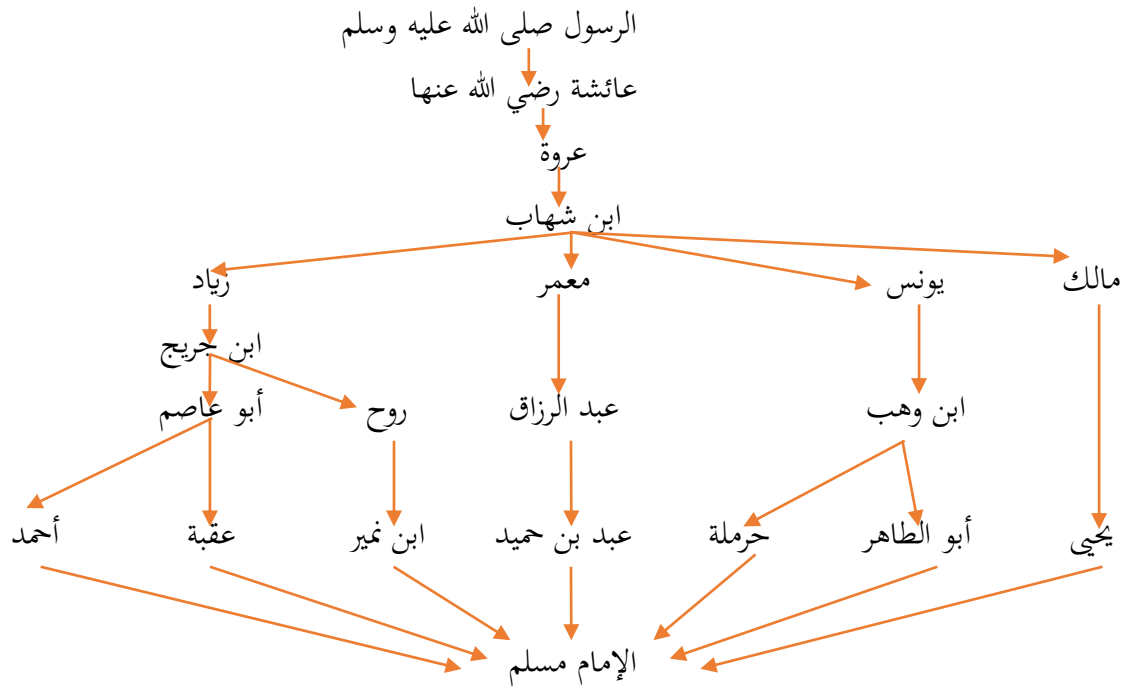 الرسول صلى الله عليه وسلم
عائشة رضي الله عنها
عروة
ابن شهاب
مالك
يونس
معمر
زياد
ابن جريج
ابن وهب
عبد الرزاق
روح
أبو عاصم
يحيى
أبو الطاهر
حرملة
عبد بن حميد
ابن نمير
عقبة
أحمد
الإمام مسلم